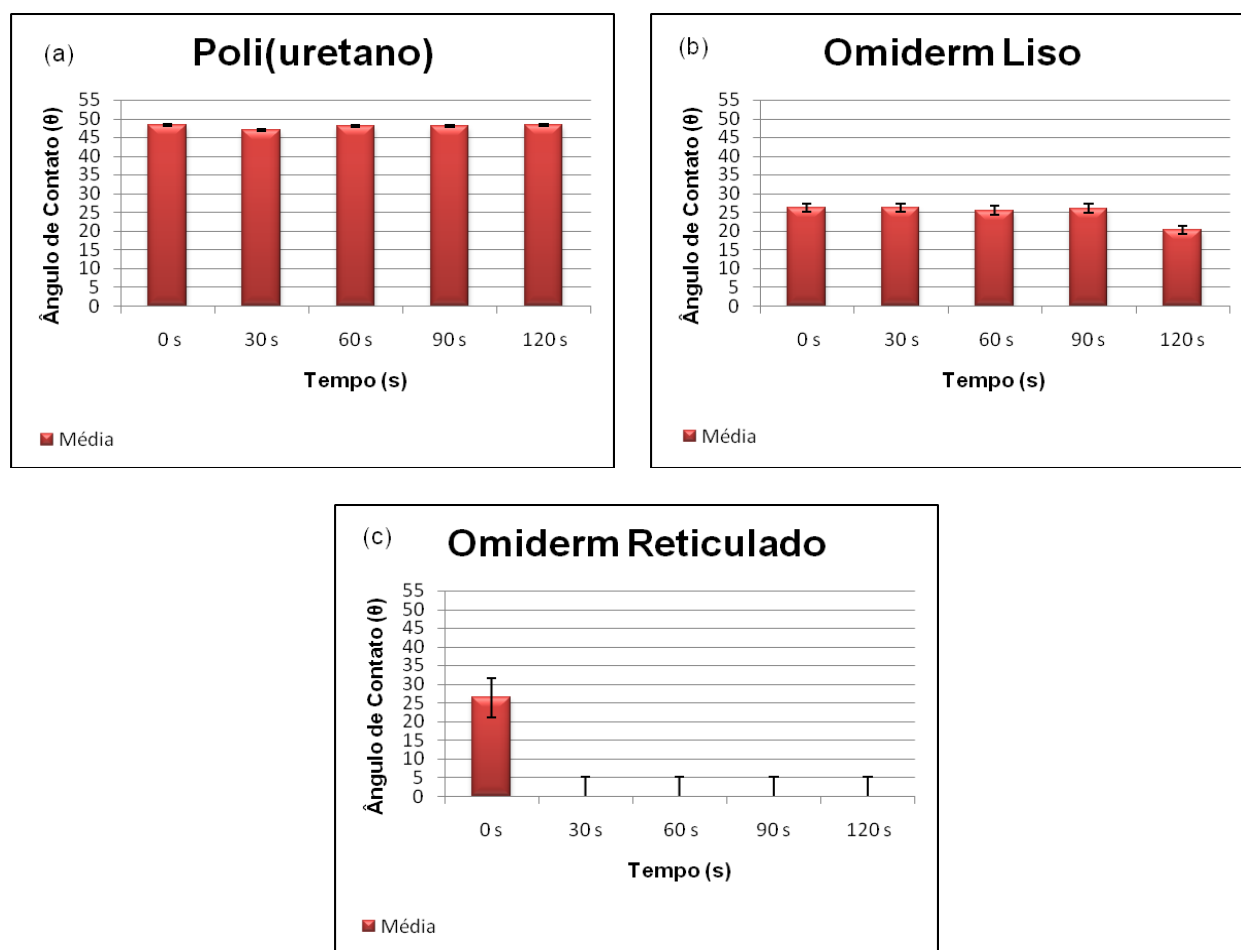 (a)
Poli(uretano)
Ângulo de Contato (θ)
55
50
45
40
35
30
25
20
15
10
5
0
0 s 30 s 60 s 90 s 120 s
Tempo (s)
Média
(b)
Omiderm Liso
Ângulo de Contato (θ)
55
50
45
40
35
30
25
20
15
10
5
0
0 s 30 s 60 s 90 s 120 s
Tempo (s)
Média
(c)
Omiderm Reticulado
Ângulo de Contato (θ)
55
50
45
40
35
30
25
20
15
10
5
0
0 s 30 s 60 s 90 s 120 s
Tempo (s)
Média